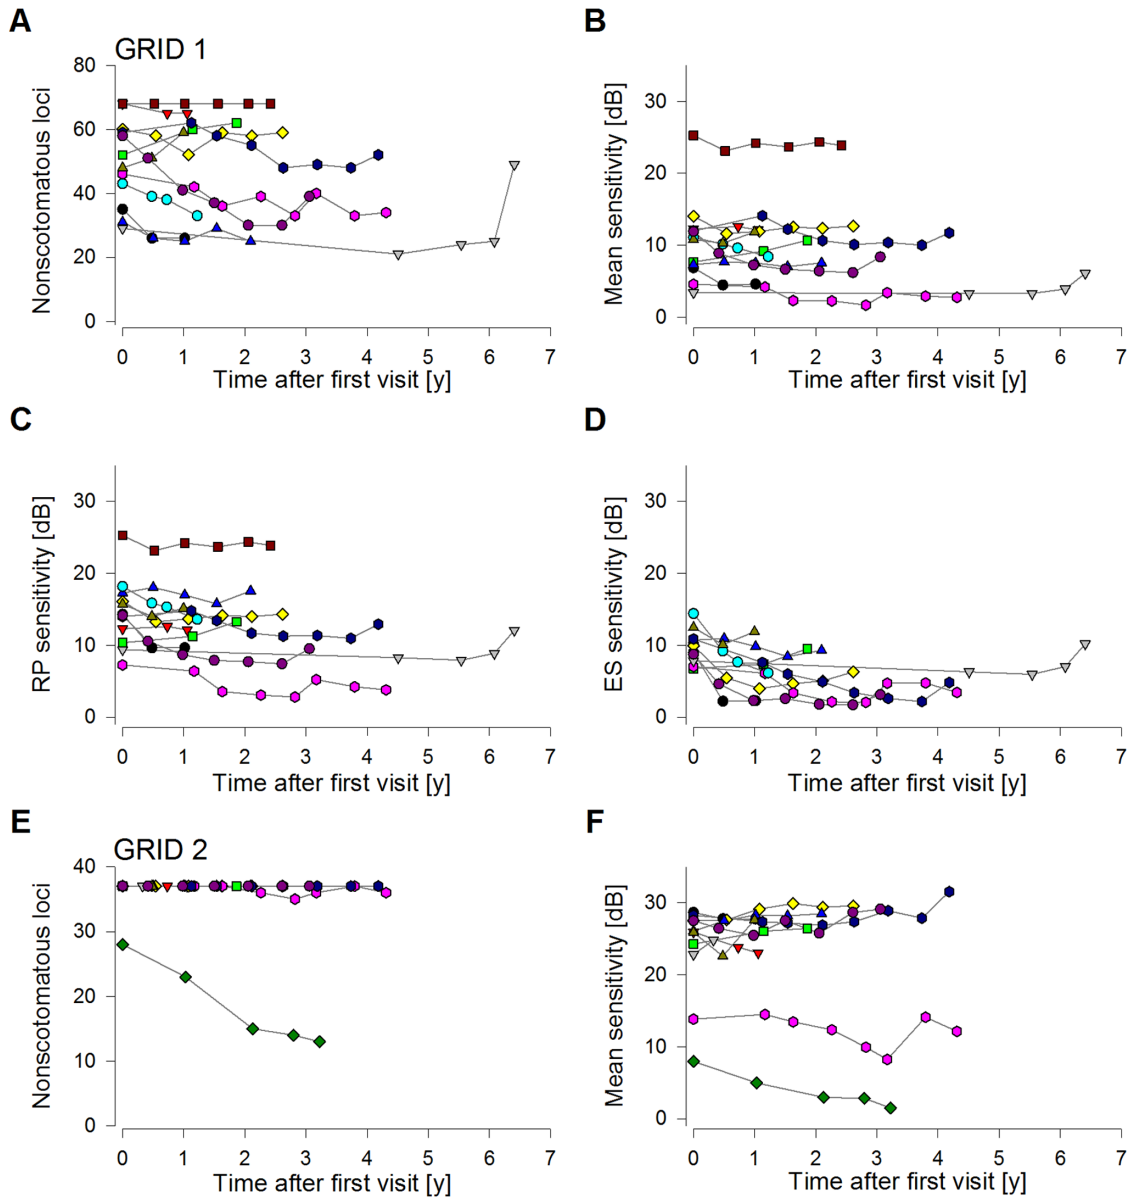 A
GRID 1
Nonscotomatous loci
80
60
40
20
0
0 1 2 3 4 5 6 7
Time after first visit [y]
B
Mean sensitivity [dB]
30
20
10
0
0 1 2 3 4 5 6 7
Time after first visit [y]
C
RP sensitivity [dB]
30
20
10
0
0 1 2 3 4 5 6 7
Time after first visit [y]
D
ES sensitivity [dB]
30
20
10
0
0 1 2 3 4 5 6 7
Time after first visit [y]
E
GRID 2
Nonscotomatous loci
40
30
20
10
0
0 1 2 3 4 5 6 7
Time after first visit [y]
F
Mean sensitivity [dB]
30
20
10
0
0 1 2 3 4 5 6 7
Time after first visit [y]